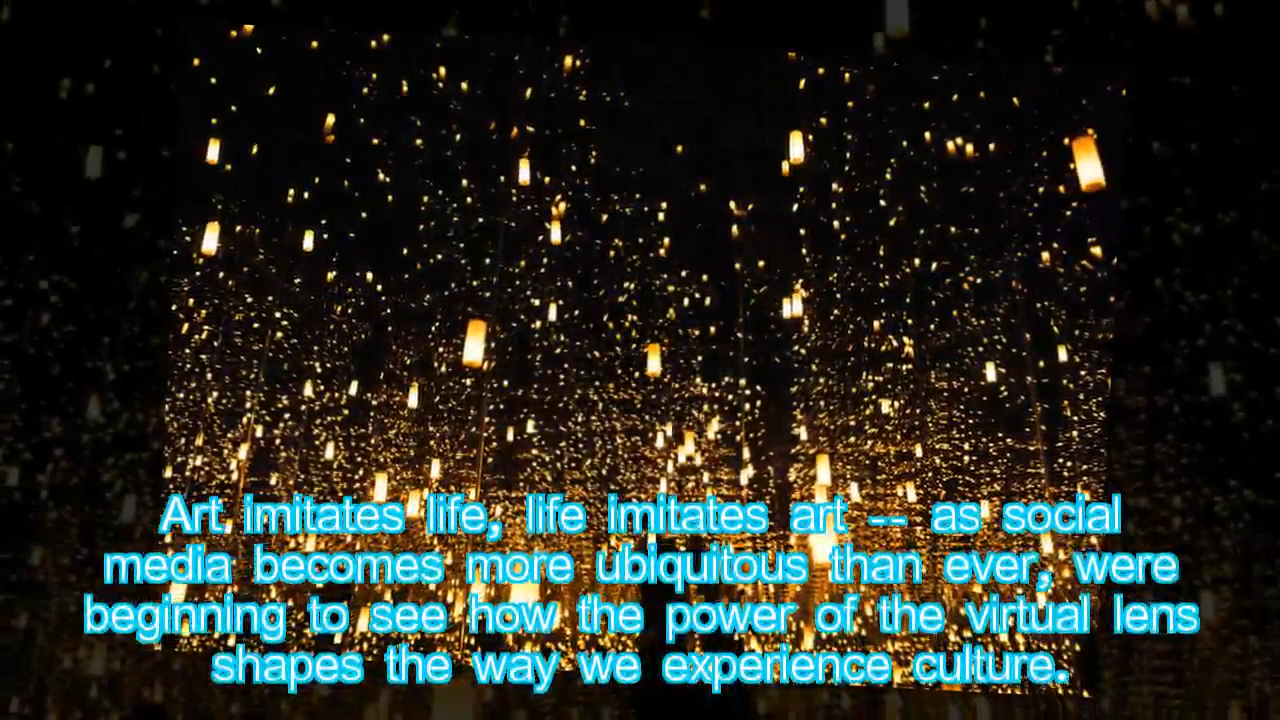 Art imitates life, life imitates art -- as social
media becomes more ubiquitous than ever, were
beginning to see how the power of the virtual lens
shapes the way we experience culture.